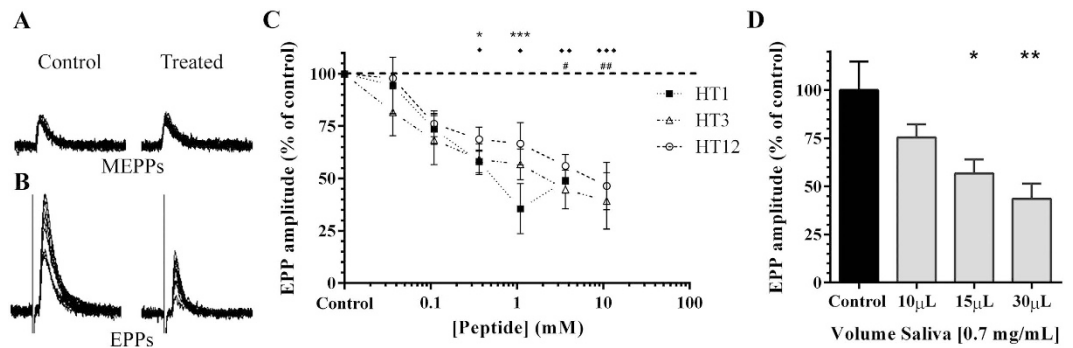 A
Control Treated
MEPPs
B
EPPs
C
* *** ♦♦ ♦♦♦
♦ ♦ # ##
EPP amplitude (% of control)
100
75
50
25
0
HT1
HT3
HT12
Control 0.1 1 10 100
[Peptide] (mM)
D
* **
EPP amplitude (% of control)
100
75
50
25
0
Control 10μL 15μL 30μL
Volume Saliva [0.7 mg/mL]